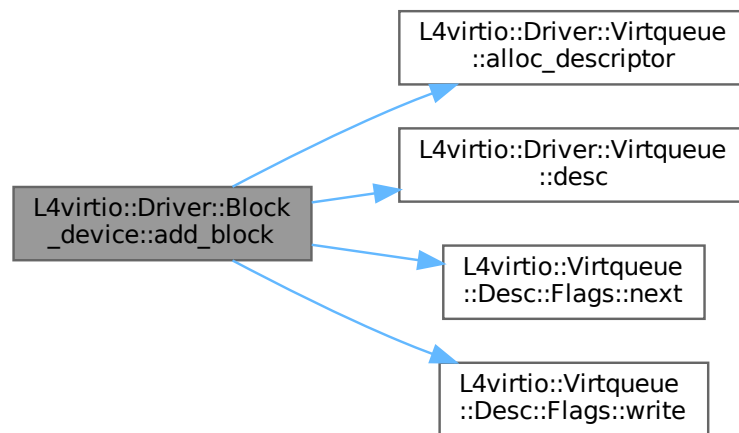 L4virtio::Driver::Virtqueue
::alloc_descriptor
L4virtio::Driver::Virtqueue
::desc
L4virtio::Driver::Block
_device::add_block
L4virtio::Virtqueue
::Desc::Flags::next
L4virtio::Virtqueue
::Desc::Flags::write